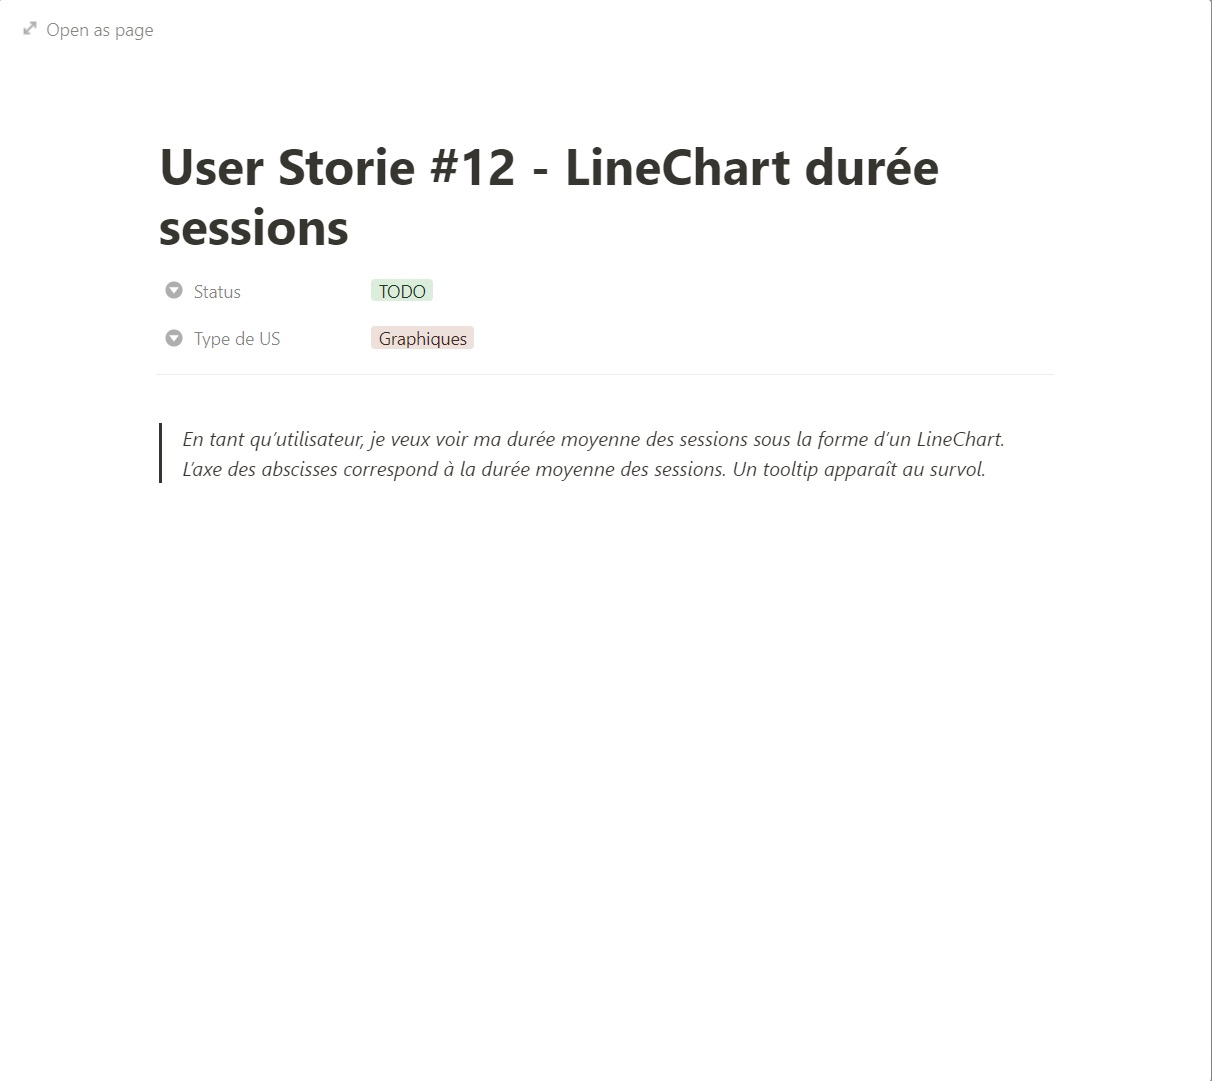 Open as page
User Storie #12 - LineChart durée
sessions
Status TODO
Type de US Graphiques
En tant qu’utilisateur, je veux voir ma durée moyenne des sessions sous la forme d’un LineChart.
L’axe des abscisses correspond à la durée moyenne des sessions. Un tooltip apparaît au survol.